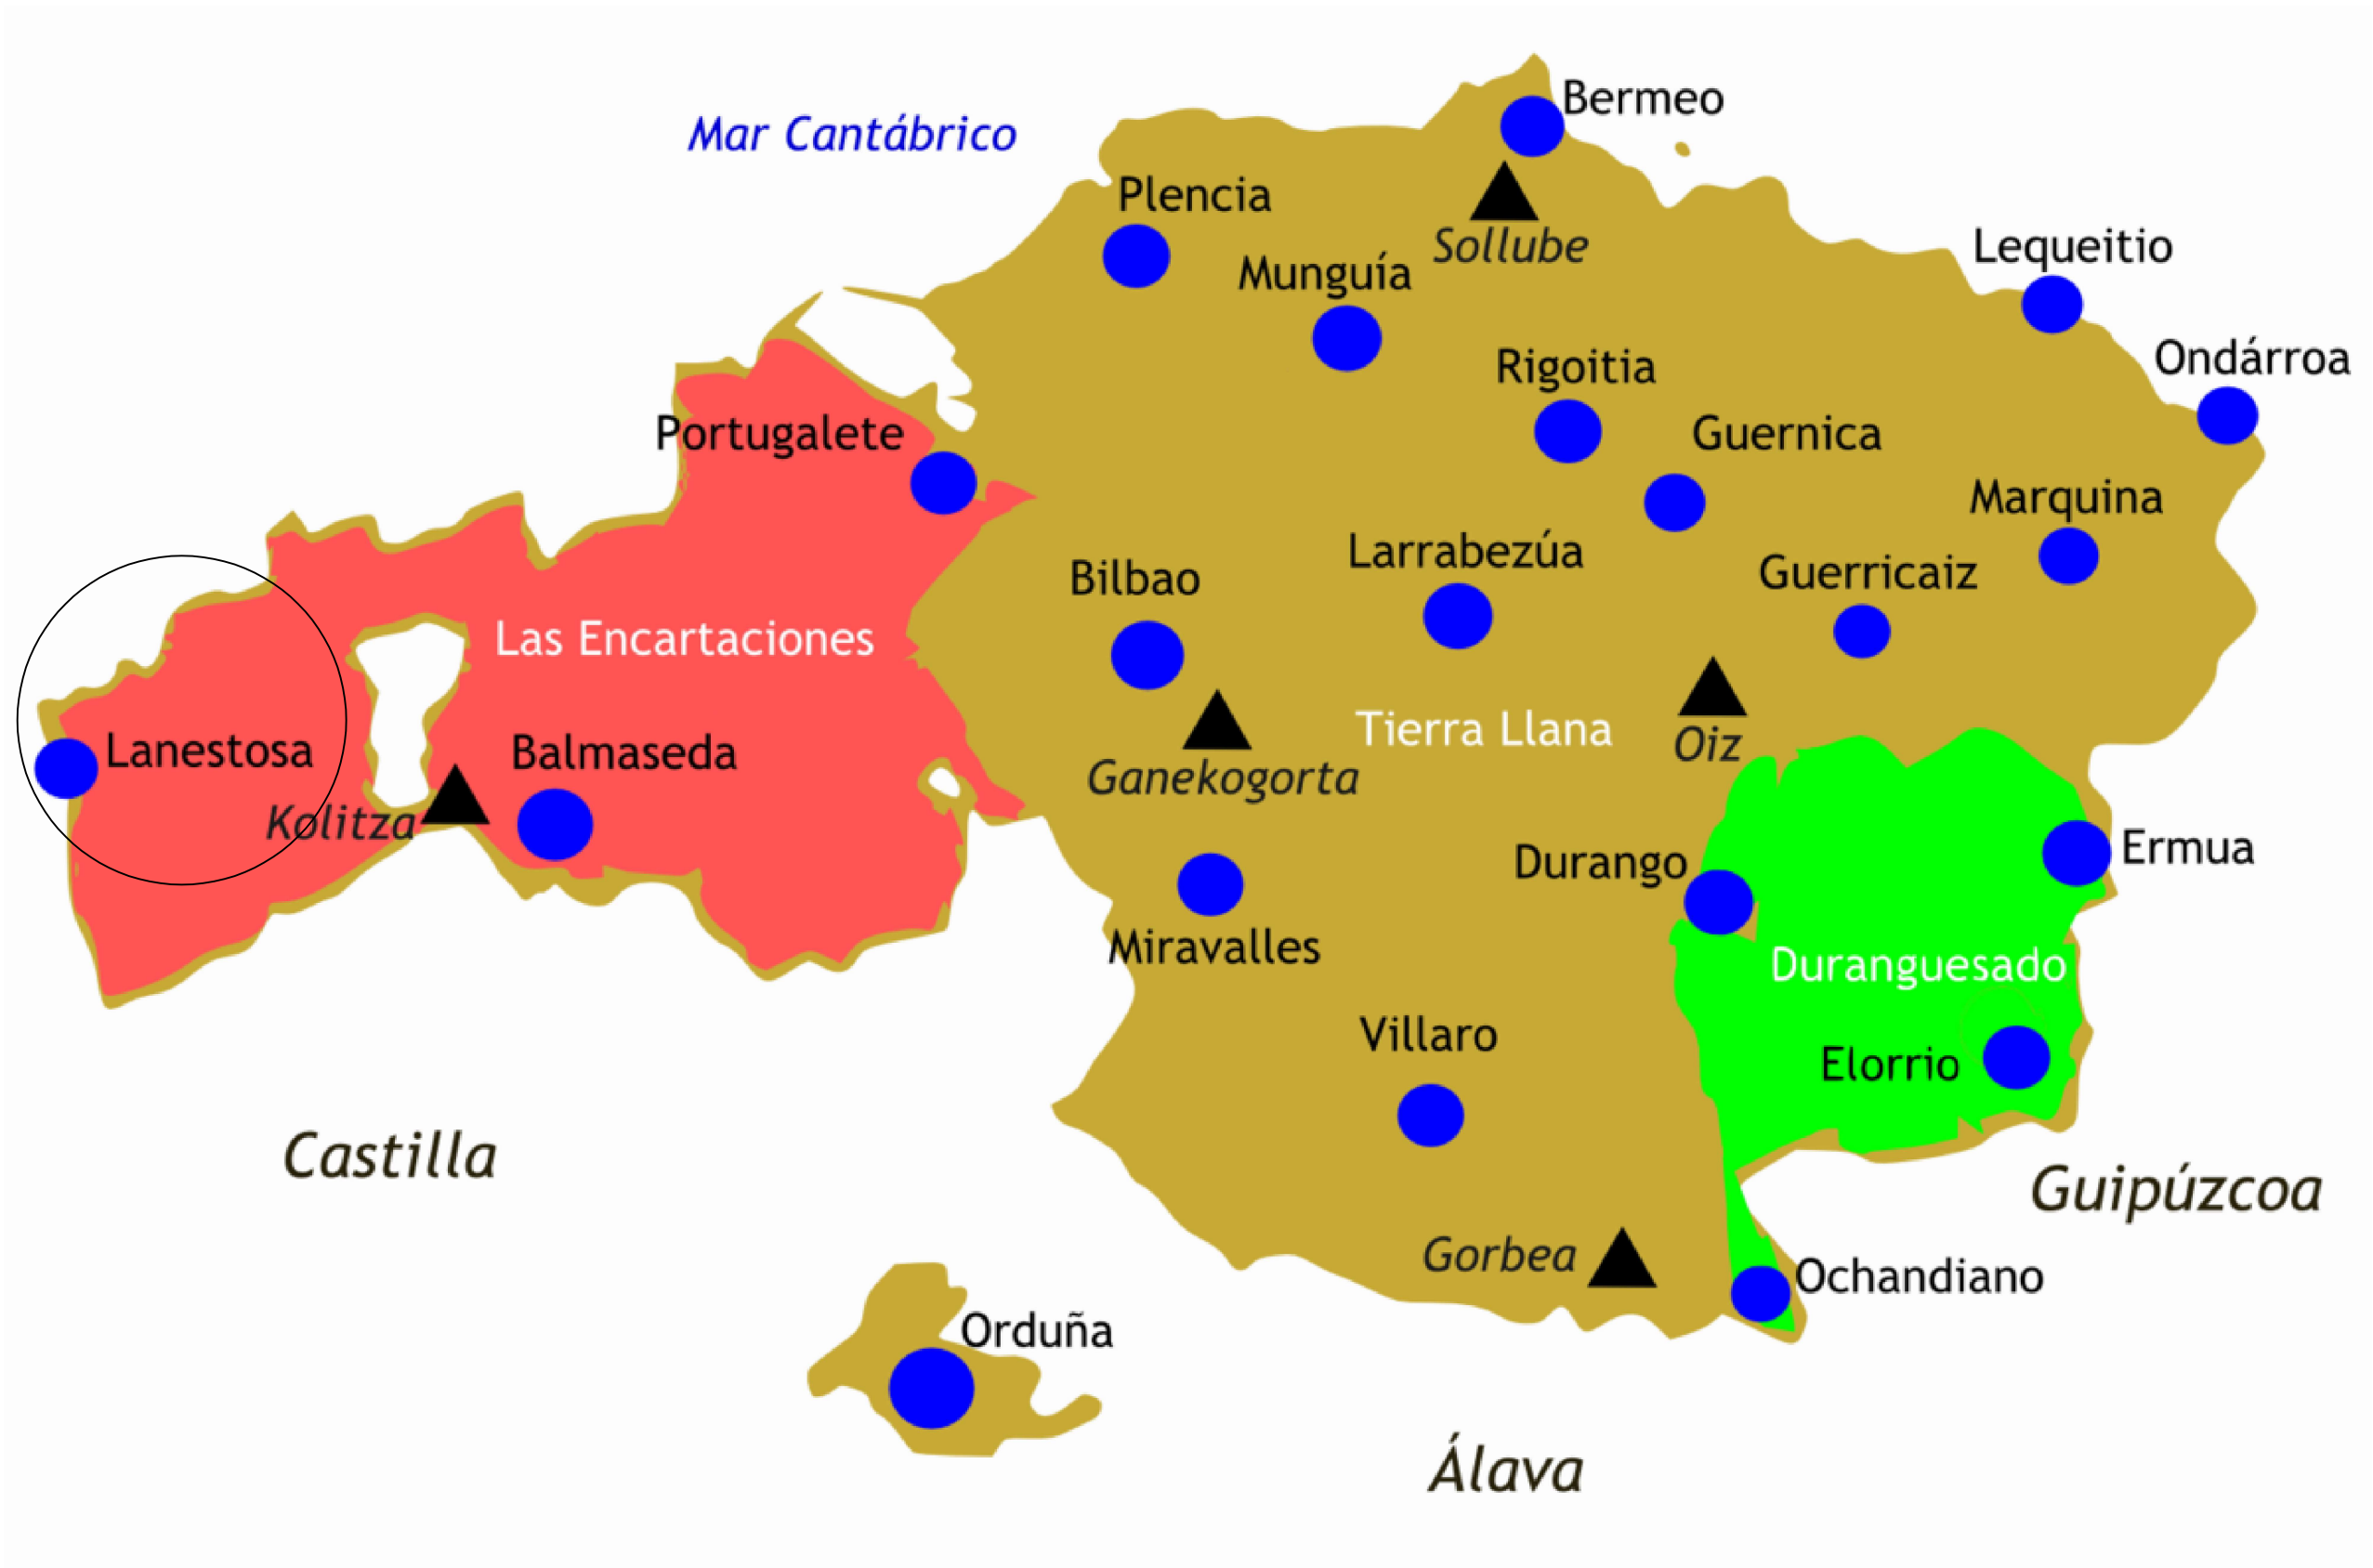 Bermeo
Mar Cantábrico
Plencia
Sollube
Munguía
Lequeitio
Ondárroa
Rigoitia
Portugalete
Guernica
Marquina
Larrabezúa
Bilbao
Guerricaiz
Las Encartaciones
Tierra Llana
Oiz
Lanestosa
Balmaseda
Ganekogorta
Kolitza
Durango
Ermua
Miravalles
Duranguesado
Villaro
Elorrio
Castilla
Guipúzcoa
Gorbea
Ochandiano
Orduña
Álava